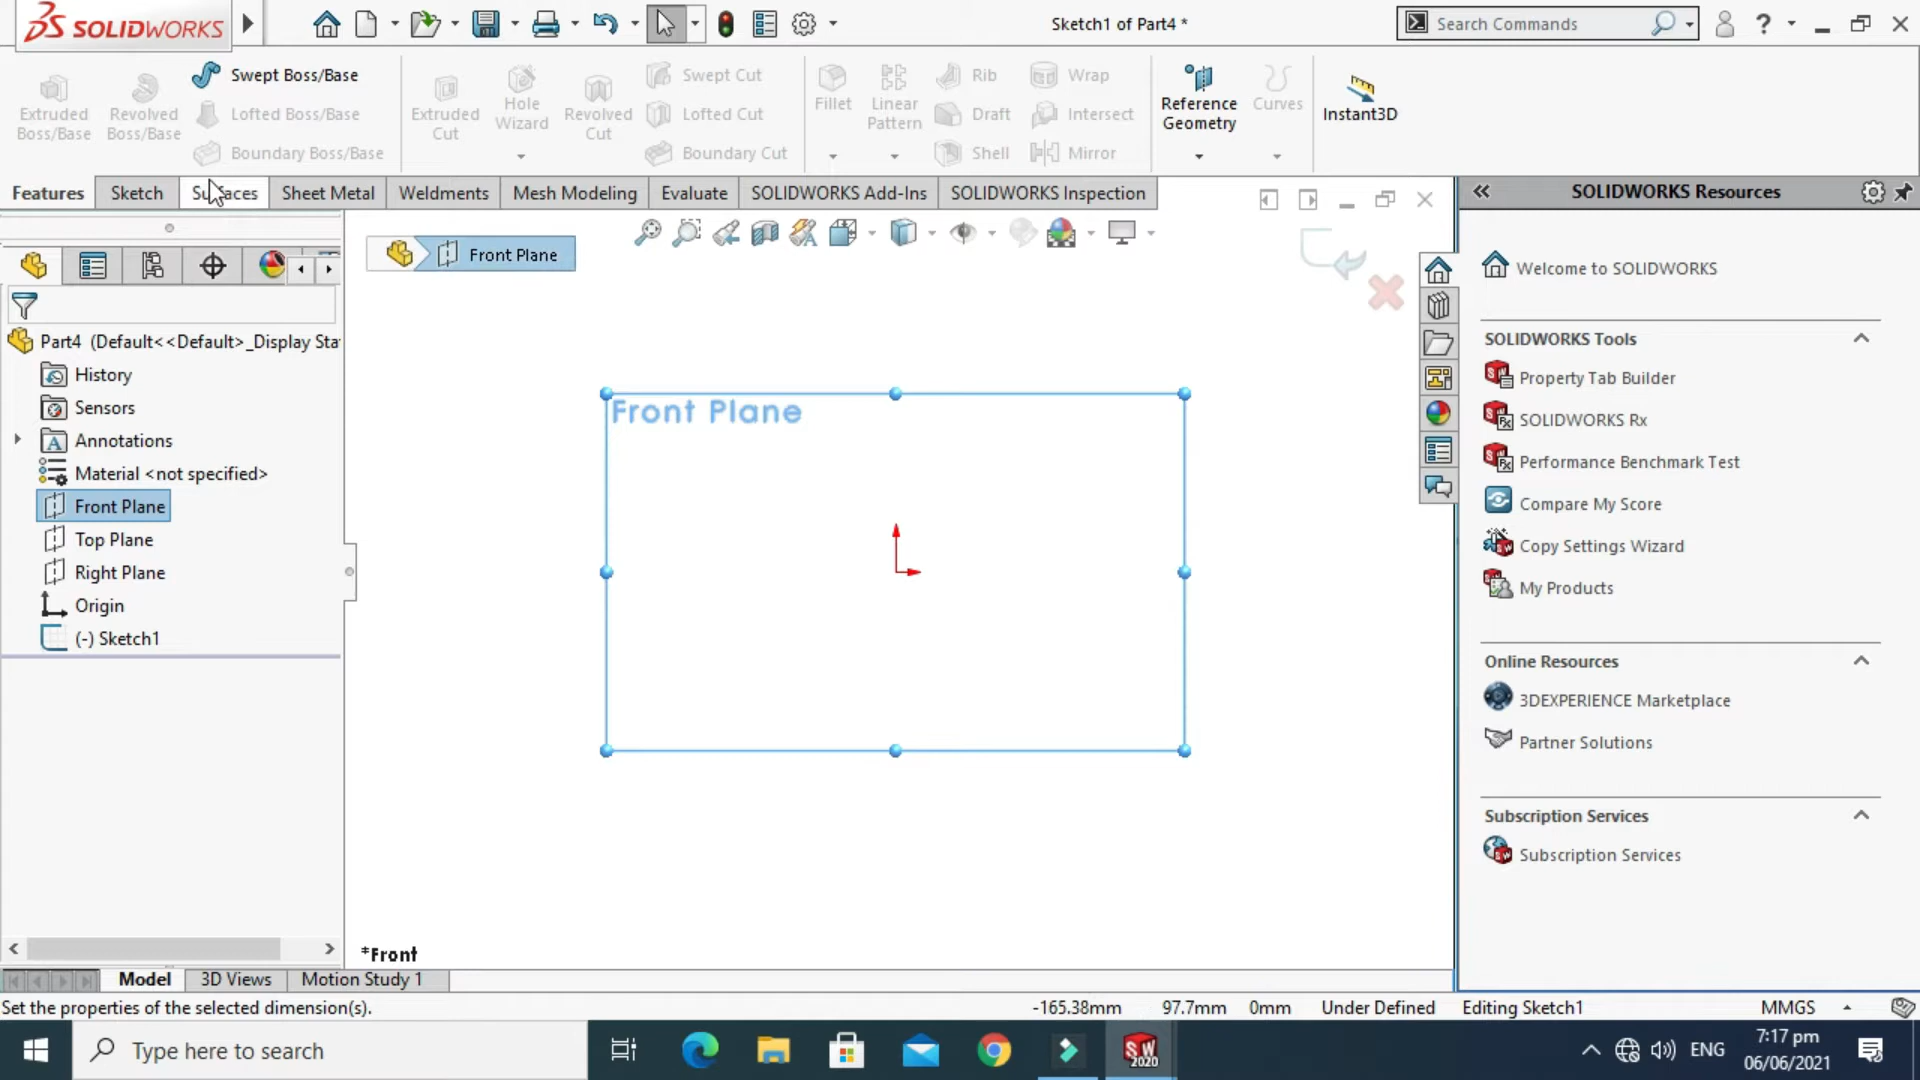 SOLIDWORKS
Sketch1 of Part4 *
Search Commands
Extruded Boss/Base
Revolved Boss/Base
Swept Boss/Base
Lofted Boss/Base
Boundary Boss/Base
Extruded Cut
Hole Wizard
Revolved Cut
Swept Cut
Lofted Cut
Boundary Cut
Fillet
Linear Pattern
Rib
Draft
Shell
Wrap
Intersect
Mirror
Reference Geometry
Curves
Instant3D
Features
Sketch
Surfaces
Sheet Metal
Weldments
Mesh Modeling
Evaluate
SOLIDWORKS Add-Ins
SOLIDWORKS Inspection
SOLIDWORKS Resources
Front Plane
Part4 (Default<<Default>_Display Sta
History
Sensors
Annotations
Material <not specified>
Front Plane
Top Plane
Right Plane
Origin
(-) Sketch1
Front Plane
*Front
Welcome to SOLIDWORKS
SOLIDWORKS Tools
Property Tab Builder
SOLIDWORKS Rx
Performance Benchmark Test
Compare My Score
Copy Settings Wizard
My Products
Online Resources
3DEXPERIENCE Marketplace
Partner Solutions
Subscription Services
Subscription Services
Model
3D Views
Motion Study 1
Set the properties of the selected dimension(s).
-165.38mm
97.7mm
0mm
Under Defined
Editing Sketch1
MMGS
Type here to search
SW
2020
ENG
7:17 pm
06/06/2021